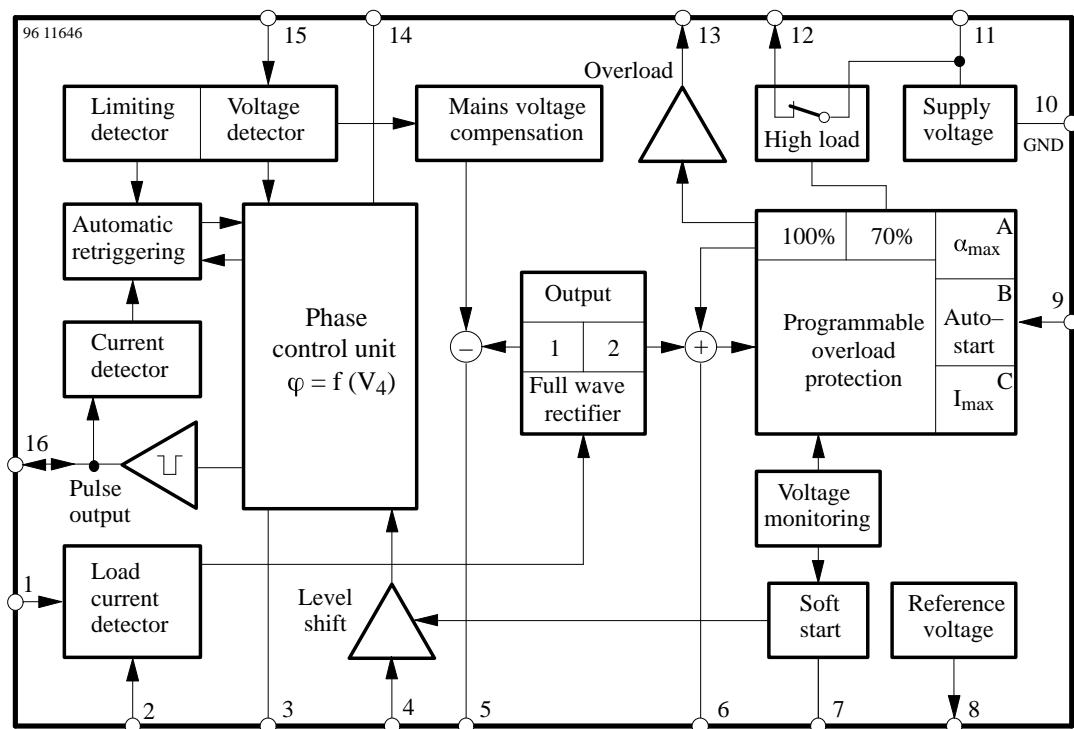 96 11646
15
14
13
12
11
10
GND
Limiting
detector
Voltage
detector
Mains voltage
compensation
Overload
High load
Supply
voltage
Automatic
retriggering
Phase
control unit
φ = f (V4)
100%
70%
A
αmax
B
Auto–
start
C
Imax
9
Programmable
overload
protection
Output
1
2
Full wave
rectifier
–
+
Current
detector
16
Pulse
output
Voltage
monitoring
1
Load
current
detector
Level
shift
Soft
start
Reference
voltage
2
3
4
5
6
7
8